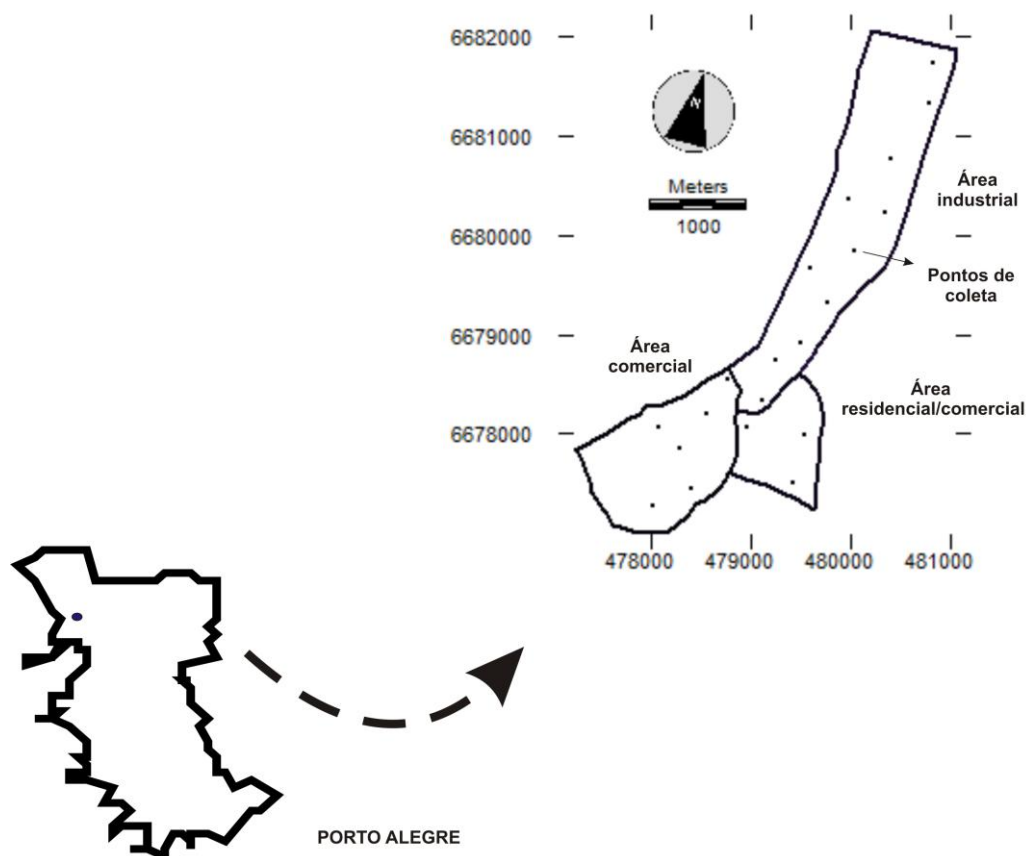 6682000
N
6681000
Meters
1000
Área
industrial
6680000
Pontos de
coleta
6679000
Área
comercial
Área
residencial/comercial
6678000
478000 479000 480000 481000
PORTO ALEGRE